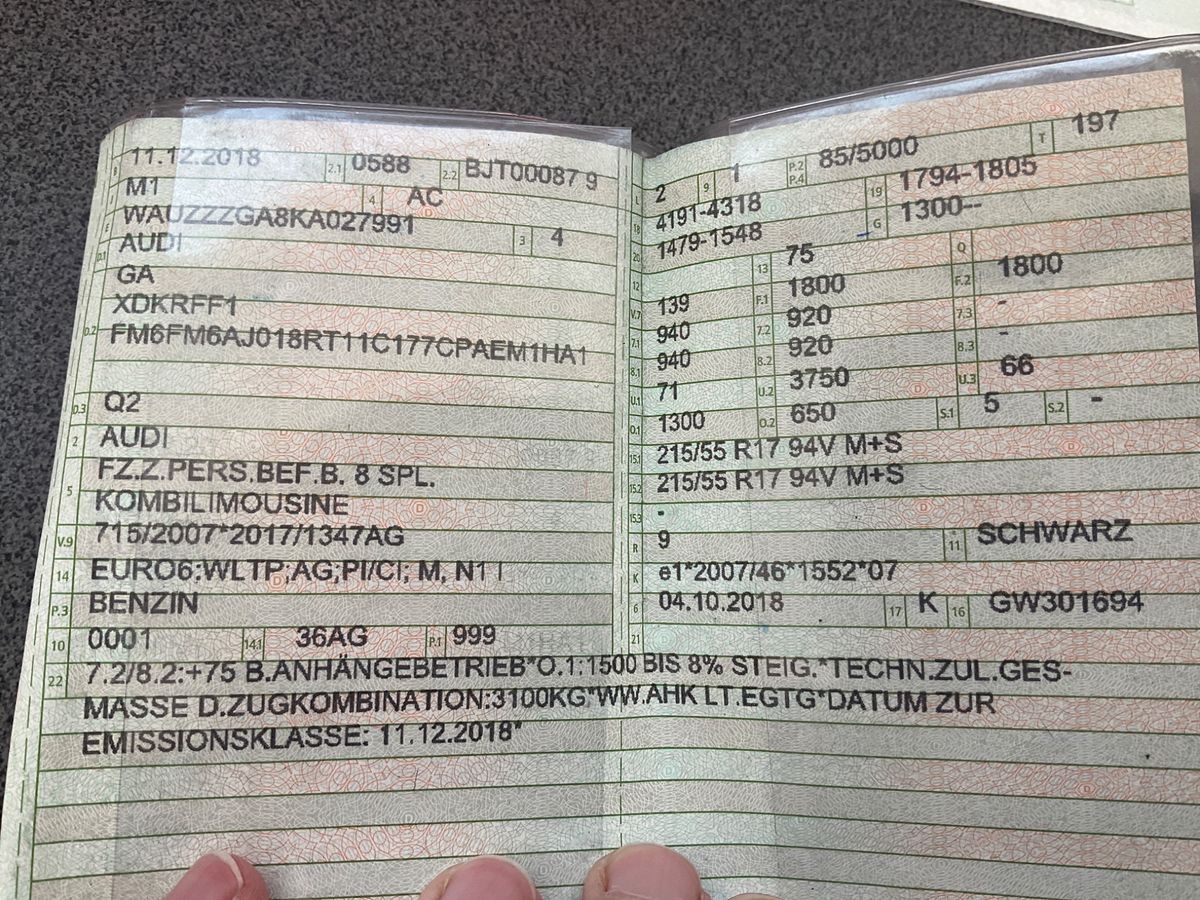 B 11.12.2018 2.1 0588 2.2 BJT00087 9
M1 4 AC
E WAUZZZGA8KA027991 3 4
D.1 AUDI
GA
XDKRFF1
D.2 FM6FM6AJ018RT11C177CPAEM1HA1
D.3 Q2
2 AUDI
5 FZ.Z.PERS.BEF.B. 8 SPL.
KOMBILIMOUSINE
V.9 715/2007*2017/1347AG
14 EURO6;WLTP;AG;PI/CI; M, N1 I
P.3 BENZIN
10 0001 14.1 36AG P.1 999
L 2 9 1 P.2 P.4 85/5000 T 197
18 4191-4318 19 1794-1805
20 1479-1548 G 1300--
12 13 75 Q
V.7 139 F.1 1800 F.2 1800
7.1 940 7.2 920 7.3 -
8.1 940 8.2 920 8.3 -
U.1 71 U.2 3750 U.3 66
O.1 1300 O.2 650 S.1 5 S.2 -
15.1 215/55 R17 94V M+S
15.2 215/55 R17 94V M+S
15.3 -
R 9 11 SCHWARZ
K e1*2007/46*1552*07
6 04.10.2018 17 K 16 GW301694
21
22 7.2/8.2:+75 B.ANHÄNGEBETRIEB*O.1:1500 BIS 8% STEIG.*TECHN.ZUL.GES-
MASSE D.ZUGKOMBINATION:3100KG*WW.AHK LT.EGTG*DATUM ZUR
EMISSIONSKLASSE: 11.12.2018*